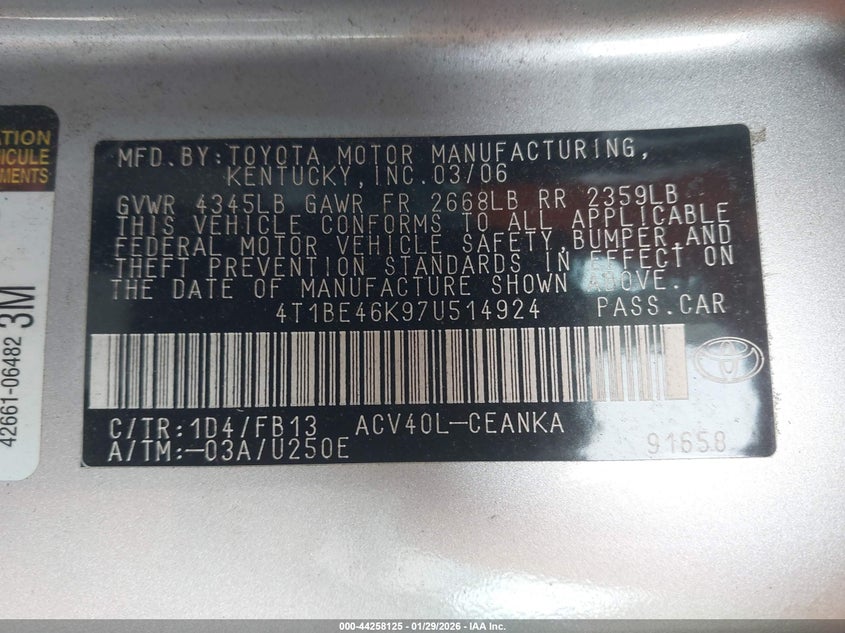 ATION
VEHICULE
MENTS
42661-06482 3M
MFD.BY:TOYOTA MOTOR MANUFACTURING,
KENTUCKY,INC.03/06
GVWR 4345LB GAWR FR 2668LB RR 2359LB
THIS VEHICLE CONFORMS TO ALL APPLICABLE
FEDERAL MOTOR VEHICLE SAFETY,BUMPER,AND
THEFT PREVENTION STANDARDS IN EFFECT ON
THE DATE OF MANUFACTURE SHOWN ABOVE.
4T1BE46K97U514924 PASS.CAR
C/TR:1D4/FB13 ACV40L-CEANKA
A/TM:-03A/U250E 91658
000-44258125 - 01/29/2026 - IAA Inc.